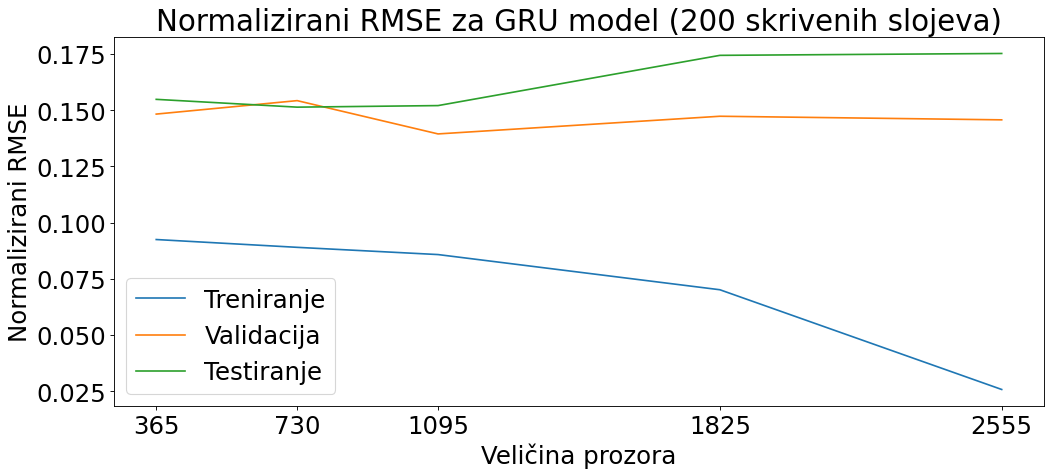 Normalizirani RMSE za GRU model (200 skrivenih slojeva)
Normalizirani RMSE
0.175
0.150
0.125
0.100
0.075
0.050
0.025
Treniranje
Validacija
Testiranje
365 730 1095 1825 2555
Veličina prozora